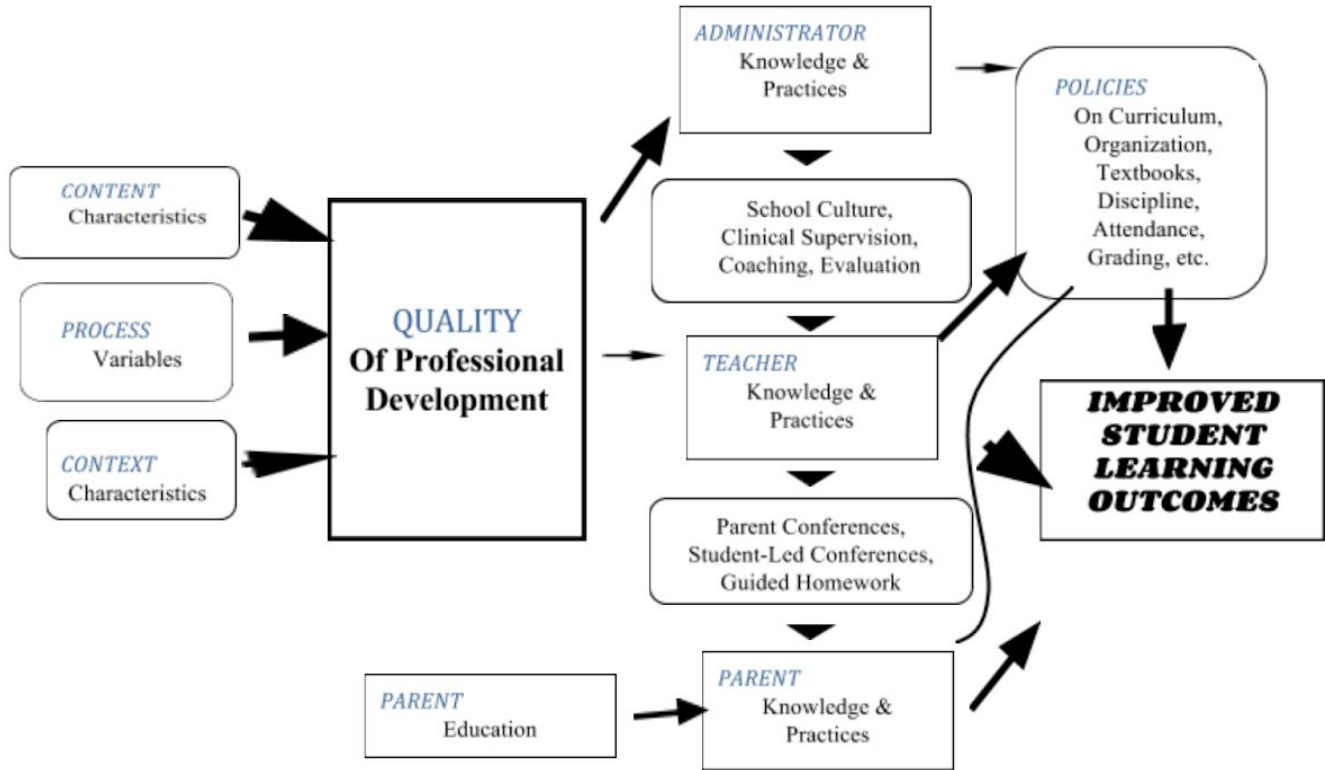 CONTENT
Characteristics
PROCESS
Variables
CONTEXT
Characteristics
QUALITY
Of Professional
Development
ADMINISTRATOR
Knowledge &
Practices
School Culture,
Clinical Supervision,
Coaching, Evaluation
TEACHER
Knowledge &
Practices
Parent Conferences,
Student-Led Conferences,
Guided Homework
PARENT
Education
PARENT
Knowledge &
Practices
POLICIES
On Curriculum,
Organization,
Textbooks,
Discipline,
Attendance,
Grading, etc.
IMPROVED
STUDENT
LEARNING
OUTCOMES